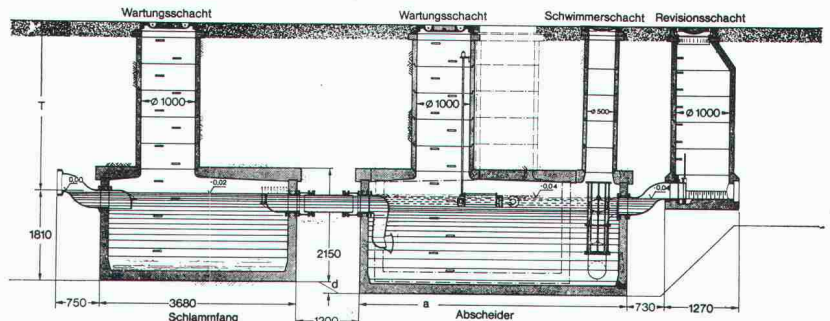 Wartungsschacht
Wartungsschacht
Schwimmerschacht
Revisionsschacht
T
Ø 1000
Ø 1000
Ø 500
Ø 1000
0,00
-0,02
-0,04
-0,04
1810
2150
d
750
3680
1200
a
730
1270
Schlammfang
Abscheider